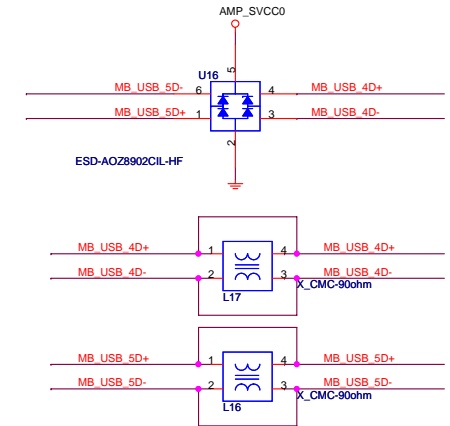 AMP_SVCC0
U16
5
MB_USB_5D- 6 4 MB_USB_4D+
MB_USB_5D+ 1 3 MB_USB_4D-
2
ESD-AOZ8902CIL-HF
MB_USB_4D+ 1 4 MB_USB_4D+
MB_USB_4D- 2 3 MB_USB_4D-
L17 X_CMC-90ohm
MB_USB_5D+ 1 4 MB_USB_5D+
MB_USB_5D- 2 3 MB_USB_5D-
L16 X_CMC-90ohm